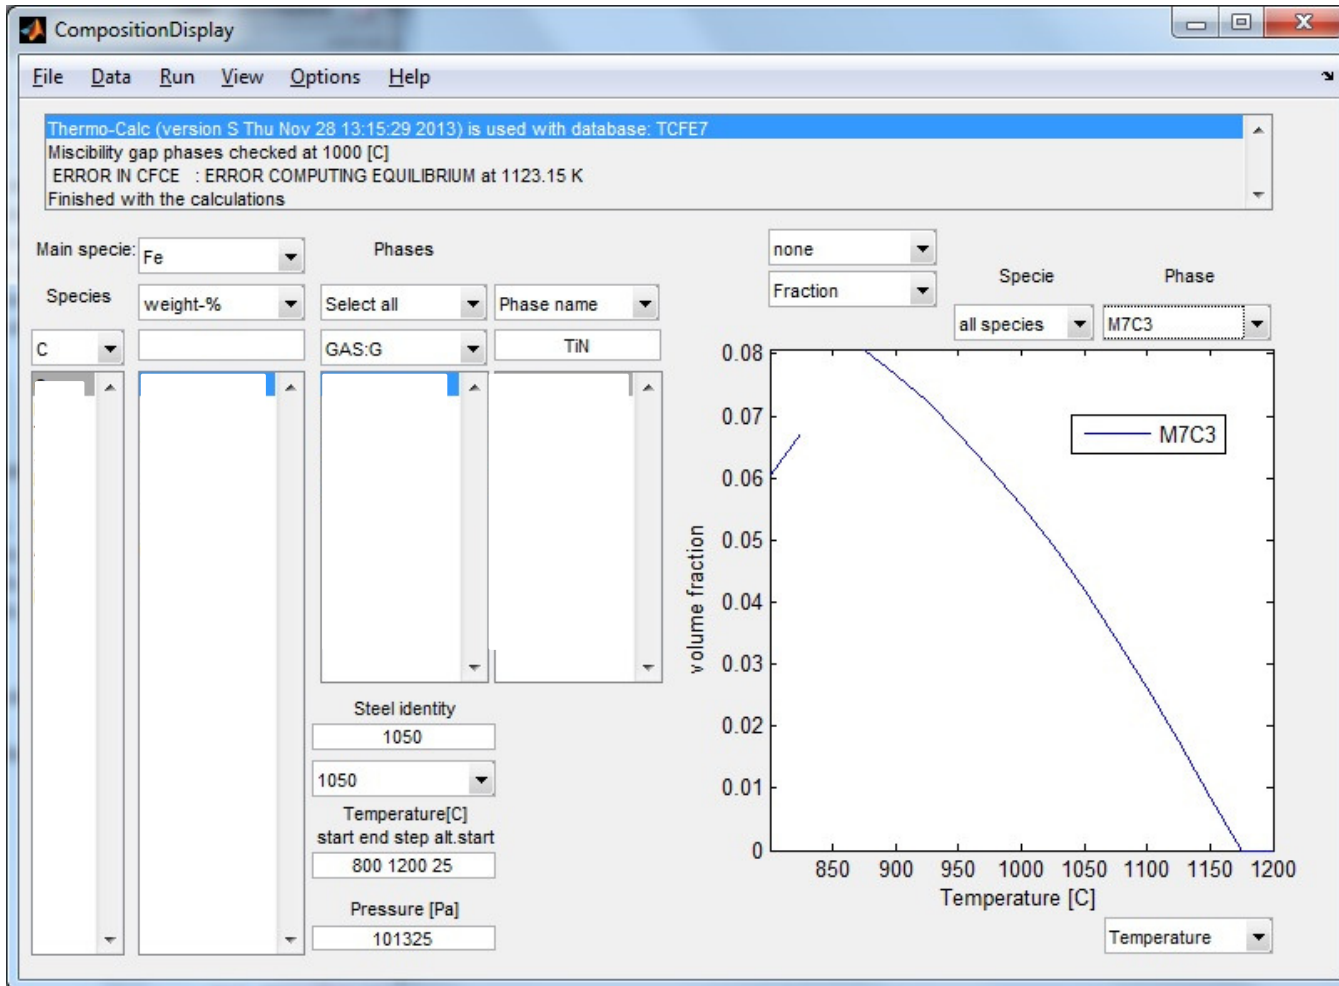 CompositionDisplay
File Data Run View Options Help
Thermo-Calc (version S Thu Nov 28 13:15:29 2013) is used with database: TCFE7
Miscibility gap phases checked at 1000 [C]
ERROR IN CFCE : ERROR COMPUTING EQUILIBRIUM at 1123.15 K
Finished with the calculations
Main specie:
Fe
Phases
Species
weight-%
Select all
Phase name
C
GAS:G
TiN
none
Fraction
Specie
Phase
all species
M7C3
Steel identity
1050
1050
Temperature[C]
start end step alt.start
800 1200 25
Pressure [Pa]
101325
0.08
0.07
0.06
0.05
0.04
0.03
0.02
0.01
0
volume fraction
M7C3
850 900 950 1000 1050 1100 1150 1200
Temperature [C]
Temperature